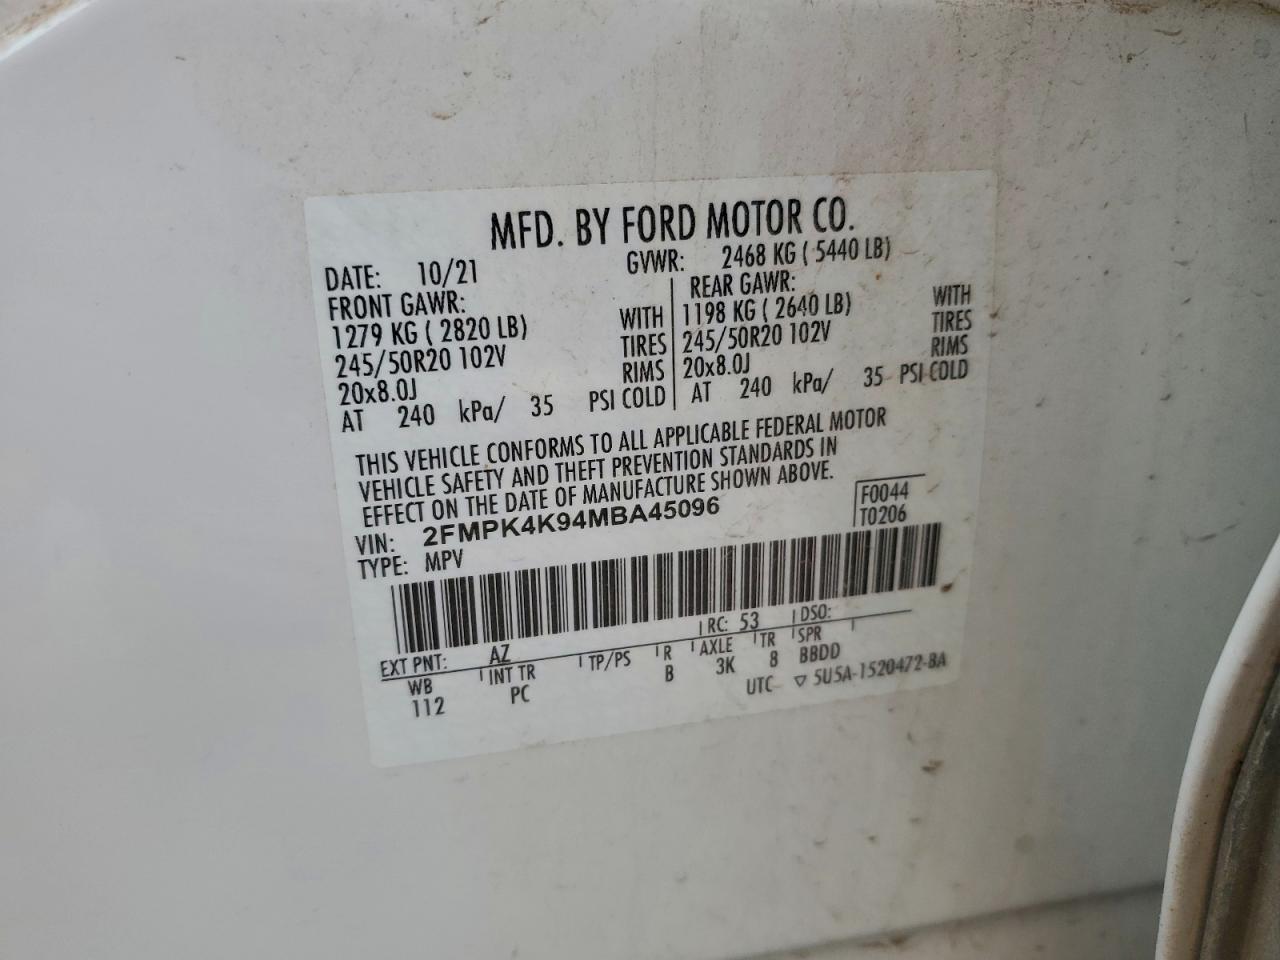 MFD. BY FORD MOTOR CO.
DATE: 10/21 GVWR: 2468 KG ( 5440 LB)
FRONT GAWR: REAR GAWR:
1279 KG ( 2820 LB) WITH 1198 KG ( 2640 LB) WITH
245/50R20 102V TIRES 245/50R20 102V TIRES
20x8.0J RIMS 20x8.0J RIMS
AT 240 kPa/ 35 PSI COLD AT 240 kPa/ 35 PSI COLD
THIS VEHICLE CONFORMS TO ALL APPLICABLE FEDERAL MOTOR
VEHICLE SAFETY AND THEFT PREVENTION STANDARDS IN
EFFECT ON THE DATE OF MANUFACTURE SHOWN ABOVE.
VIN: 2FMPK4K94MBA45096 F0044
TYPE: MPV T0206
EXT PNT: AZ RC: 53 DSO:
WB INT TR TP/PS R AXLE TR SPR
112 PC B 3K 8 BBDD
UTC ▽ 5U5A-1520472-BA